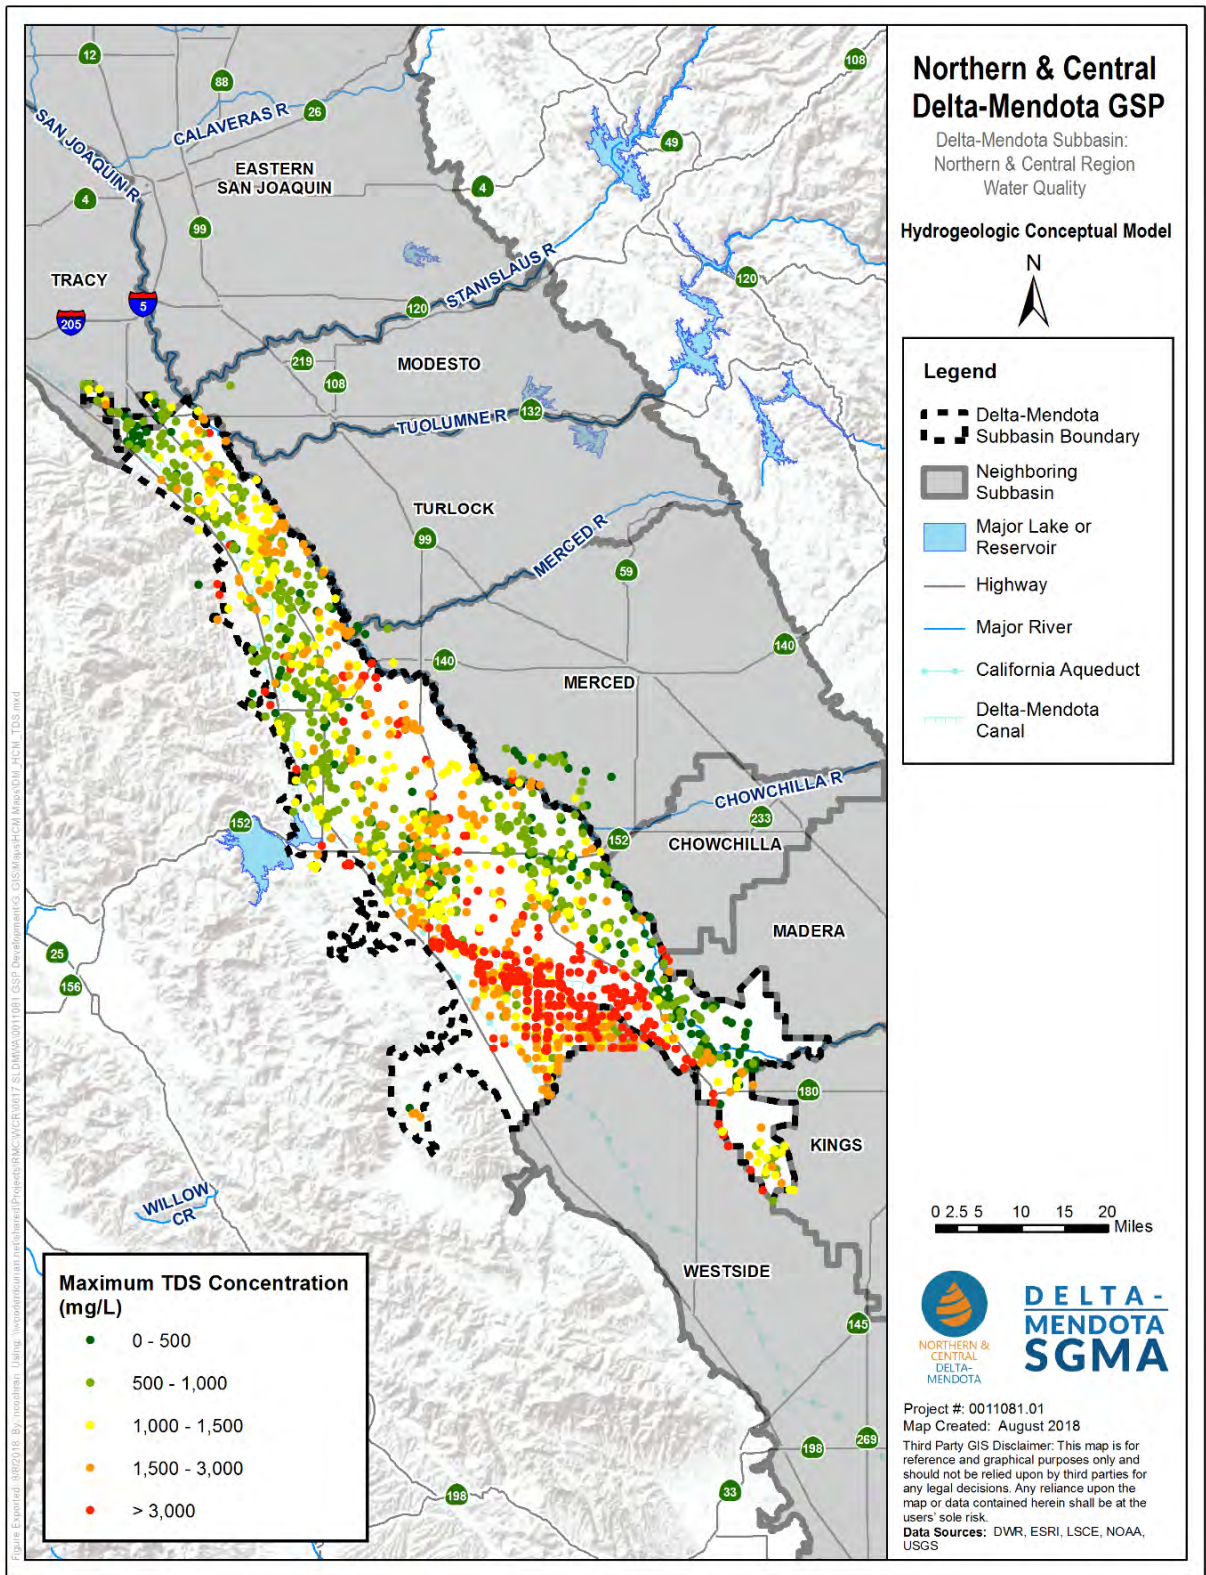 Northern & Central
Delta-Mendota GSP
Delta-Mendota Subbasin:
Northern & Central Region
Water Quality
Hydrogeologic Conceptual Model
N
Legend
Delta-Mendota
Subbasin Boundary
Neighboring
Subbasin
Major Lake or
Reservoir
Highway
Major River
California Aqueduct
Delta-Mendota
Canal
0 2.5 5 10 15 20
Miles
NORTHERN &
CENTRAL
DELTA-
MENDOTA
DELTA-
MENDOTA
SGMA
Project #: 0011081.01
Map Created: August 2018
Third Party GIS Disclaimer: This map is for
reference and graphical purposes only and
should not be relied upon by third parties for
any legal decisions. Any reliance upon the
map or data contained herein shall be at the
users' sole risk.
Data Sources: DWR, ESRI, LSCE, NOAA,
USGS
12
88
108
SAN JOAQUIN R
CALAVERAS R
26
49
EASTERN
SAN JOAQUIN
4
4
99
TRACY
STANISLAUS R
120
5
205
120
219
MODESTO
108
TUOLUMNE R
132
TURLOCK
99
MERCED R
59
140
140
MERCED
CHOWCHILLA R
152
233
152
CHOWCHILLA
MADERA
25
156
180
KINGS
WILLOW
CR
WESTSIDE
145
198
269
33
198
Maximum TDS Concentration
(mg/L)
0 - 500
500 - 1,000
1,000 - 1,500
1,500 - 3,000
> 3,000